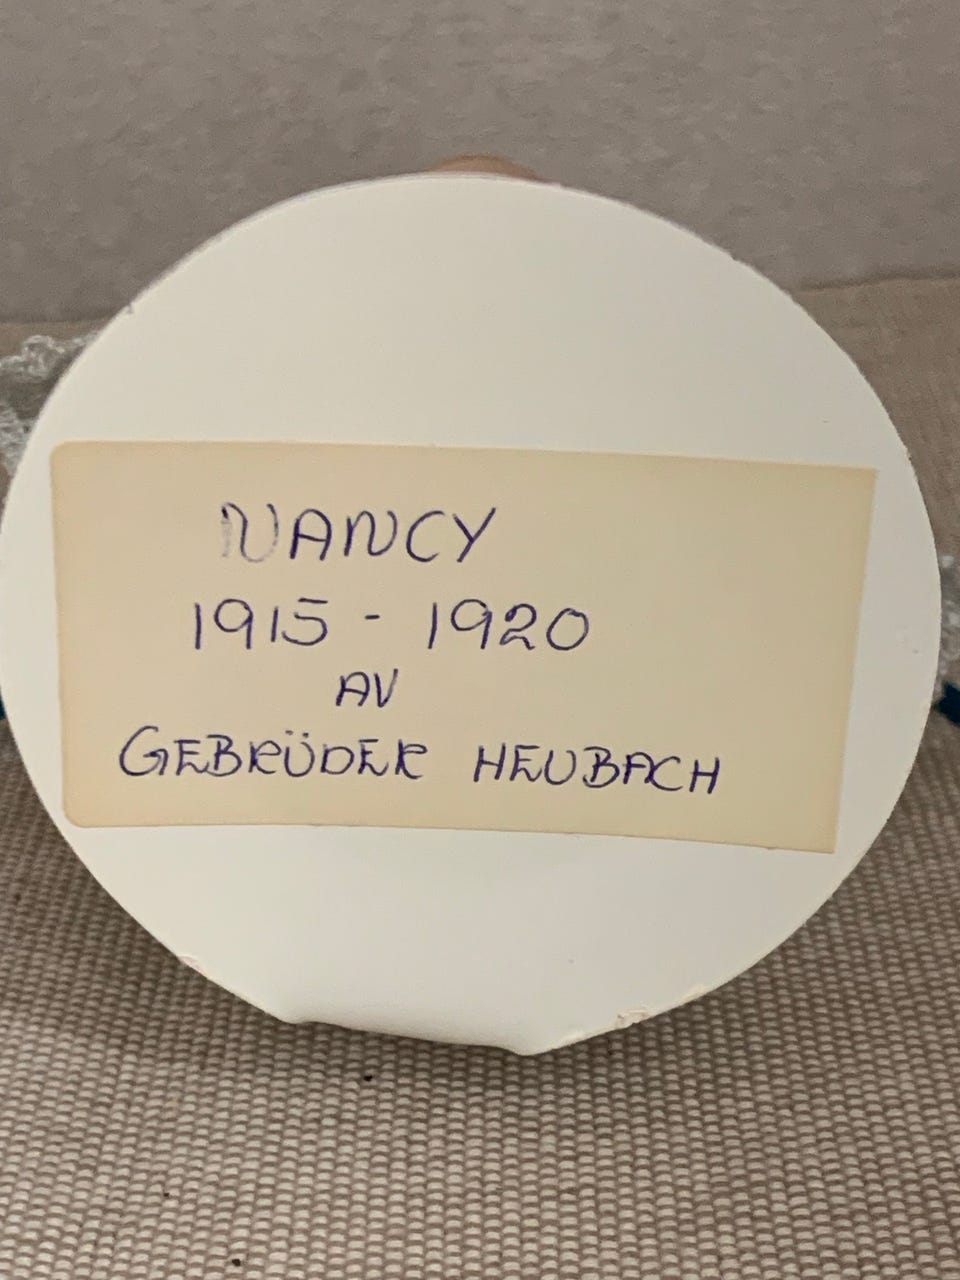 NANCY
1915 - 1920
AV
GEBRÜDER HEUBACH